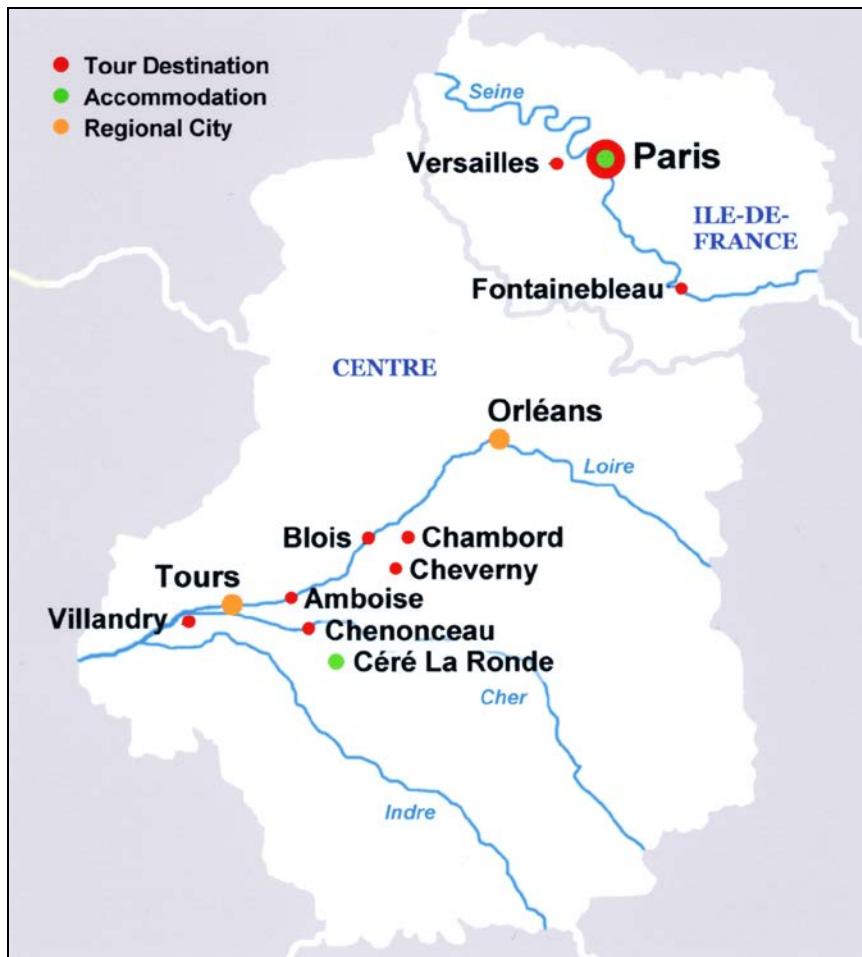 Tour Destination
Accommodation
Regional City
Seine
Versailles
Paris
ILE-DE-
FRANCE
Fontainebleau
CENTRE
Orléans
Loire
Blois
Chambord
Cheverny
Tours
Amboise
Villandry
Chenonceau
Céré La Ronde
Cher
Indre